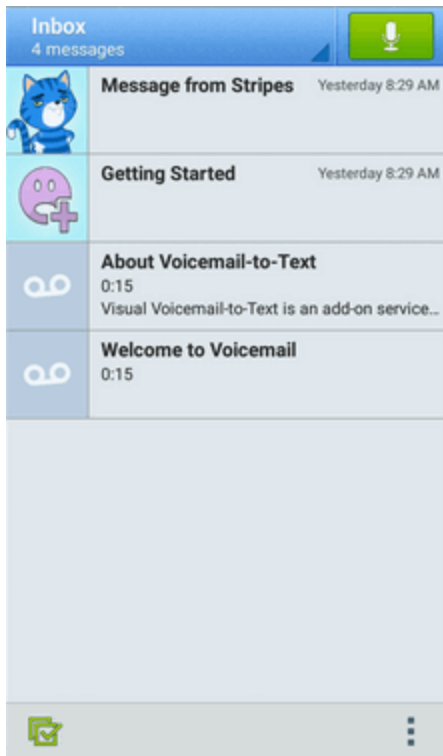 Inbox
4 messages
Message from Stripes Yesterday 8:29 AM
Getting Started Yesterday 8:29 AM
About Voicemail-to-Text
0:15
Visual Voicemail-to-Text is an add-on service...
Welcome to Voicemail
0:15